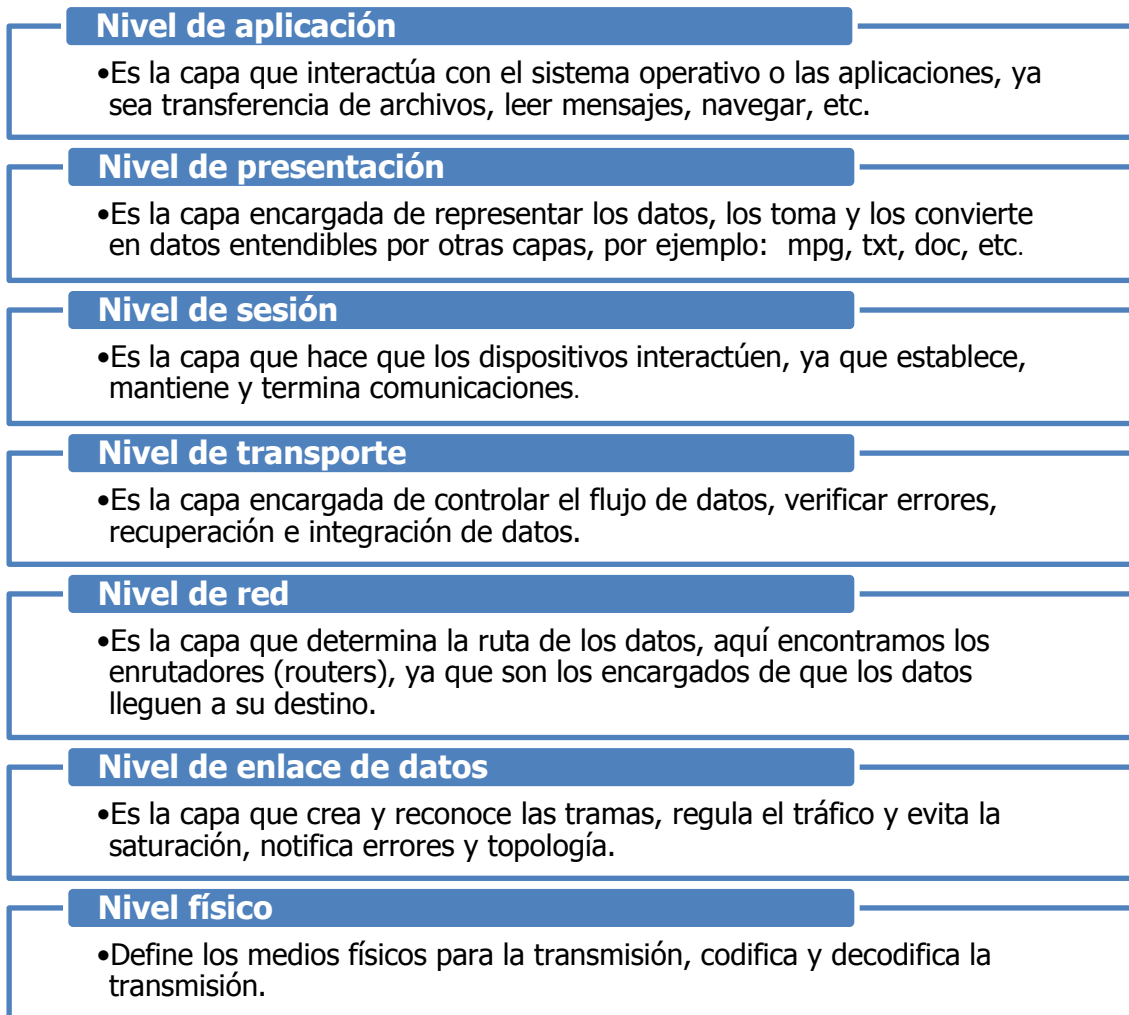 Nivel de aplicación
•Es la capa que interactúa con el sistema operativo o las aplicaciones, ya
sea transferencia de archivos, leer mensajes, navegar, etc.
Nivel de presentación
•Es la capa encargada de representar los datos, los toma y los convierte
en datos entendibles por otras capas, por ejemplo: mpg, txt, doc, etc.
Nivel de sesión
•Es la capa que hace que los dispositivos interactúen, ya que establece,
mantiene y termina comunicaciones.
Nivel de transporte
•Es la capa encargada de controlar el flujo de datos, verificar errores,
recuperación e integración de datos.
Nivel de red
•Es la capa que determina la ruta de los datos, aquí encontramos los
enrutadores (routers), ya que son los encargados de que los datos
lleguen a su destino.
Nivel de enlace de datos
•Es la capa que crea y reconoce las tramas, regula el tráfico y evita la
saturación, notifica errores y topología.
Nivel físico
•Define los medios físicos para la transmisión, codifica y decodifica la
transmisión.